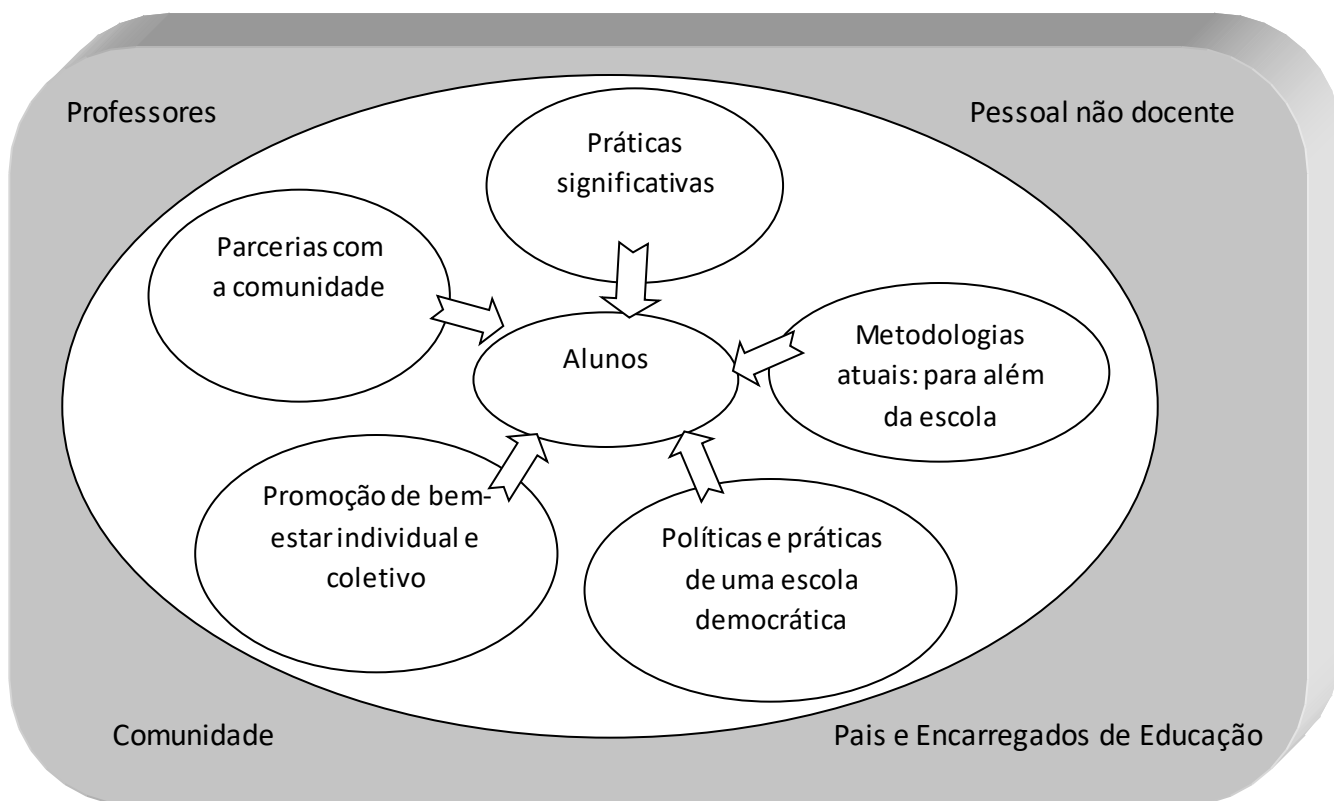 Professores
Pessoal não docente
Práticas
significativas
Parcerias com
a comunidade
Alunos
Metodologias
atuais: para além
da escola
Promoção de bem-
estar individual e
coletivo
Políticas e práticas
de uma escola
democrática
Comunidade
Pais e Encarregados de Educação